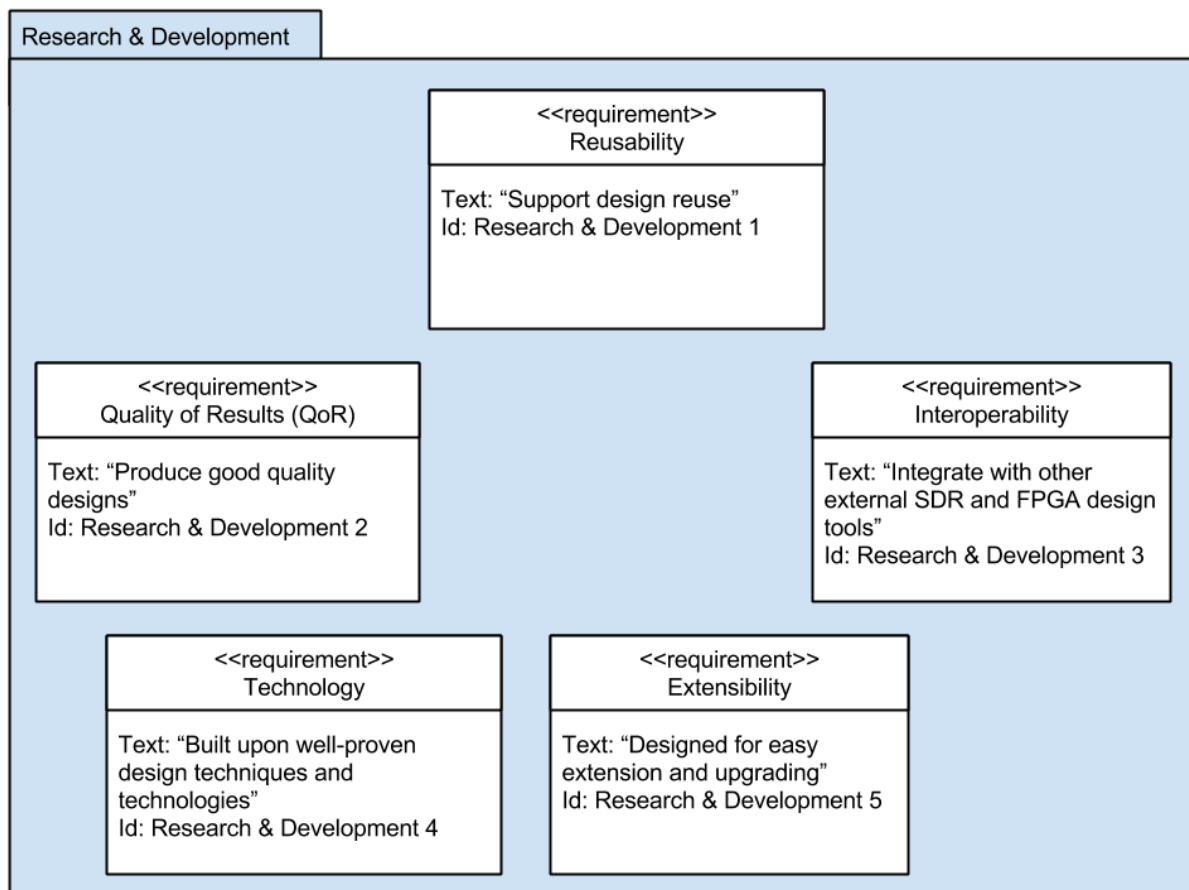 Research & Development
<<requirement>>
Reusability
Text: “Support design reuse”
Id: Research & Development 1
<<requirement>>
Quality of Results (QoR)
Text: “Produce good quality
designs”
Id: Research & Development 2
<<requirement>>
Interoperability
Text: “Integrate with other
external SDR and FPGA design
tools”
Id: Research & Development 3
<<requirement>>
Technology
Text: “Built upon well-proven
design techniques and
technologies”
Id: Research & Development 4
<<requirement>>
Extensibility
Text: “Designed for easy
extension and upgrading”
Id: Research & Development 5